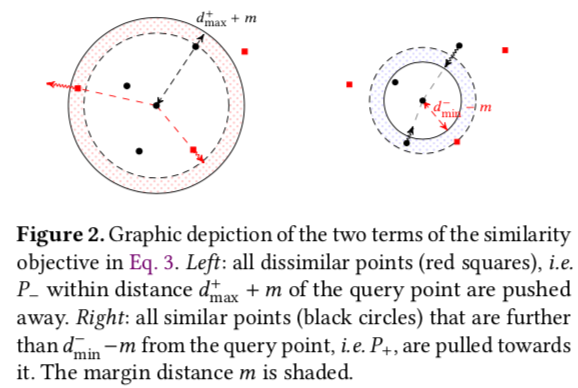 d⁺max + m
d⁻min − m
Figure 2. Graphic depiction of the two terms of the similarity
objective in Eq. 3. Left: all dissimilar points (red squares), i.e.
P₋ within distance d⁺max + m of the query point are pushed
away. Right: all similar points (black circles) that are further
than d⁻min −m from the query point, i.e. P₊, are pulled towards
it. The margin distance m is shaded.